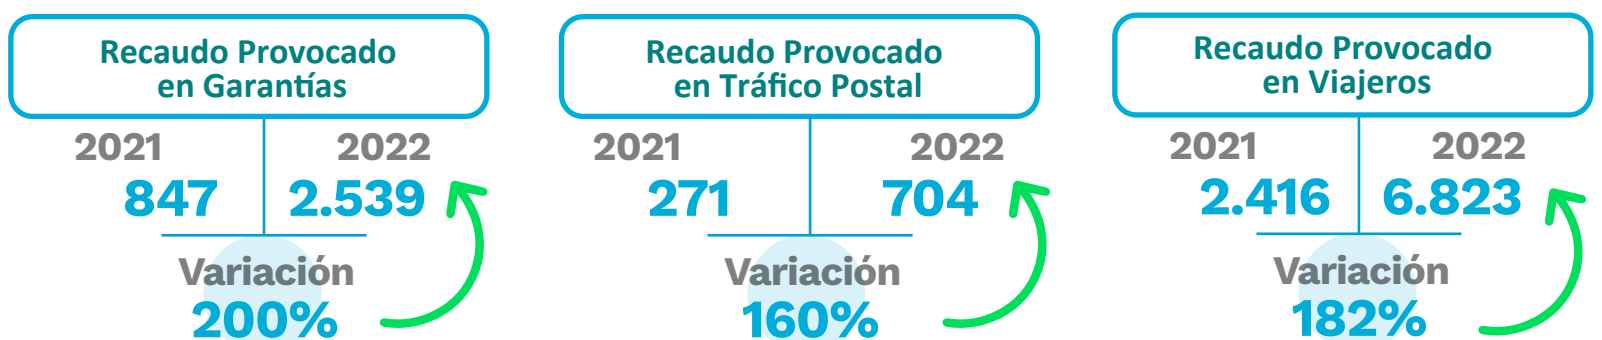 Recaudo Provocado
en Garantías
2021
2022
847
2.539
Variación
200%
Recaudo Provocado
en Tráfico Postal
2021
2022
271
704
Variación
160%
Recaudo Provocado
en Viajeros
2021
2022
2.416
6.823
Variación
182%